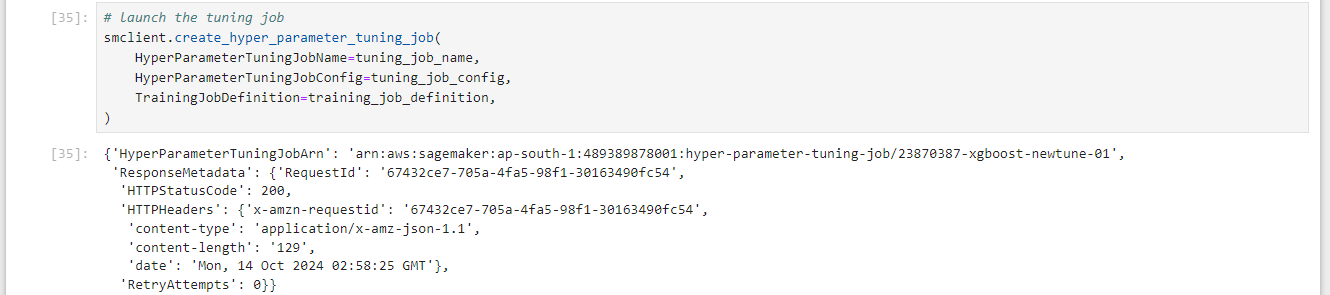 [35]: # launch the tuning job
smclient.create_hyper_parameter_tuning_job(
    HyperParameterTuningJobName=tuning_job_name,
    HyperParameterTuningJobConfig=tuning_job_config,
    TrainingJobDefinition=training_job_definition,
)
[35]: {'HyperParameterTuningJobArn': 'arn:aws:sagemaker:ap-south-1:489389878001:hyper-parameter-tuning-job/23870387-xgboost-newtune-01',
 'ResponseMetadata': {'RequestId': '67432ce7-705a-4fa5-98f1-30163490fc54',
  'HTTPStatusCode': 200,
  'HTTPHeaders': {'x-amzn-requestid': '67432ce7-705a-4fa5-98f1-30163490fc54',
   'content-type': 'application/x-amz-json-1.1',
   'content-length': '129',
   'date': 'Mon, 14 Oct 2024 02:58:25 GMT'},
  'RetryAttempts': 0}}